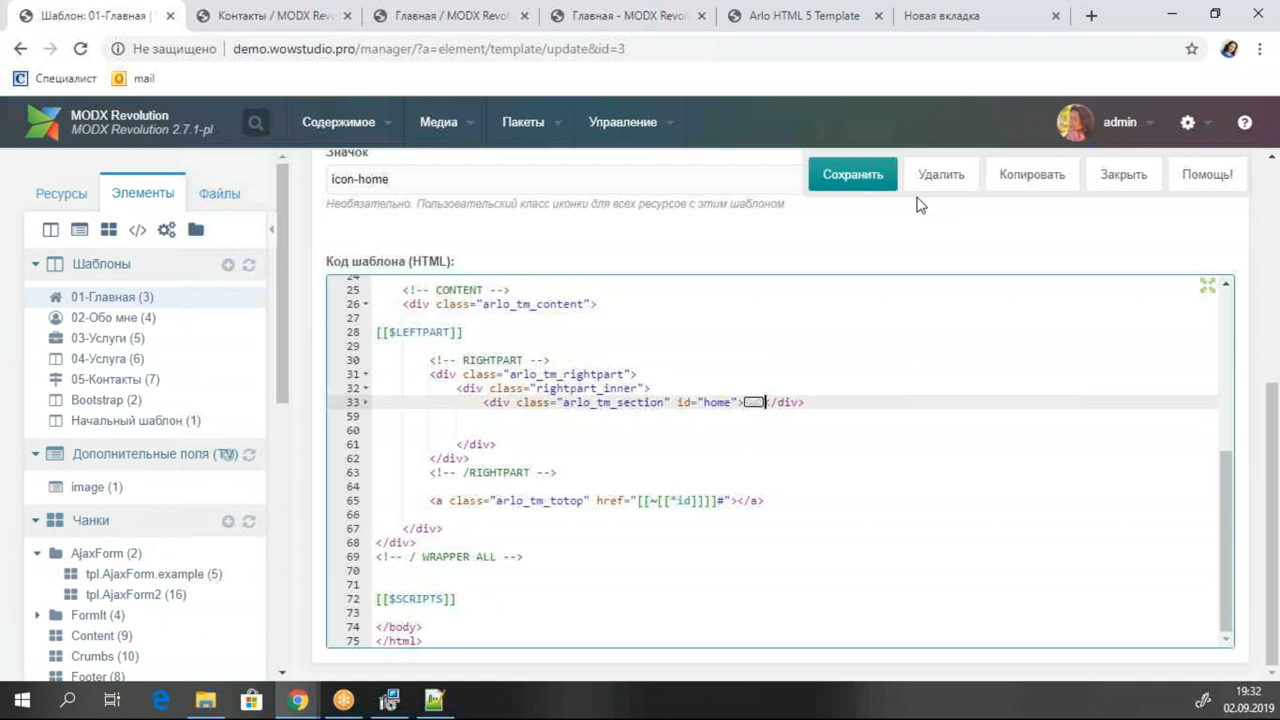 Шаблон: 01-Главная |
Контакты / MODX Rev
Главная / MODX Revol
Главная - MODX Revolu
Arlo HTML 5 Template
Новая вкладка
Не защищено | demo.wowstudio.pro/manager/?a=element/template/update&id=3
Специалист
mail
MODX Revolution
MODX Revolution 2.7.1-pl
Содержимое
Медиа
Пакеты
Управление
admin
Ресурсы
Элементы
Файлы
Шаблоны
01-Главная (3)
02-Обо мне (4)
03-Услуги (5)
04-Услуга (6)
05-Контакты (7)
Bootstrap (2)
Начальный шаблон (1)
Дополнительные поля (TV)
image (1)
Чанки
AjaxForm (2)
tpl.AjaxForm.example (5)
tpl.AjaxForm2 (16)
FormIt (4)
Content (9)
Crumbs (10)
Footer (8)
Значок
icon-home
Сохранить
Удалить
Копировать
Закрыть
Помощь!
Необязательно. Пользовательский класс иконки для всех ресурсов с этим шаблоном
Код шаблона (HTML):
24
25 <!-- CONTENT -->
26 <div class="arlo_tm_content">
27
28 [[$LEFTPART]]
29
30 <!-- RIGHTPART -->
31 <div class="arlo_tm_rightpart">
32 <div class="rightpart_inner">
33 <div class="arlo_tm_section" id="home"></div>
59
60
61 </div>
62 </div>
63 <!-- /RIGHTPART -->
64
65 <a class="arlo_tm_totop" href="[[~[[*id]]]]#"></a>
66
67 </div>
68 </div>
69 <!-- / WRAPPER ALL -->
70
71
72 [[$SCRIPTS]]
73
74 </body>
75 </html>
19:32
02.09.2019